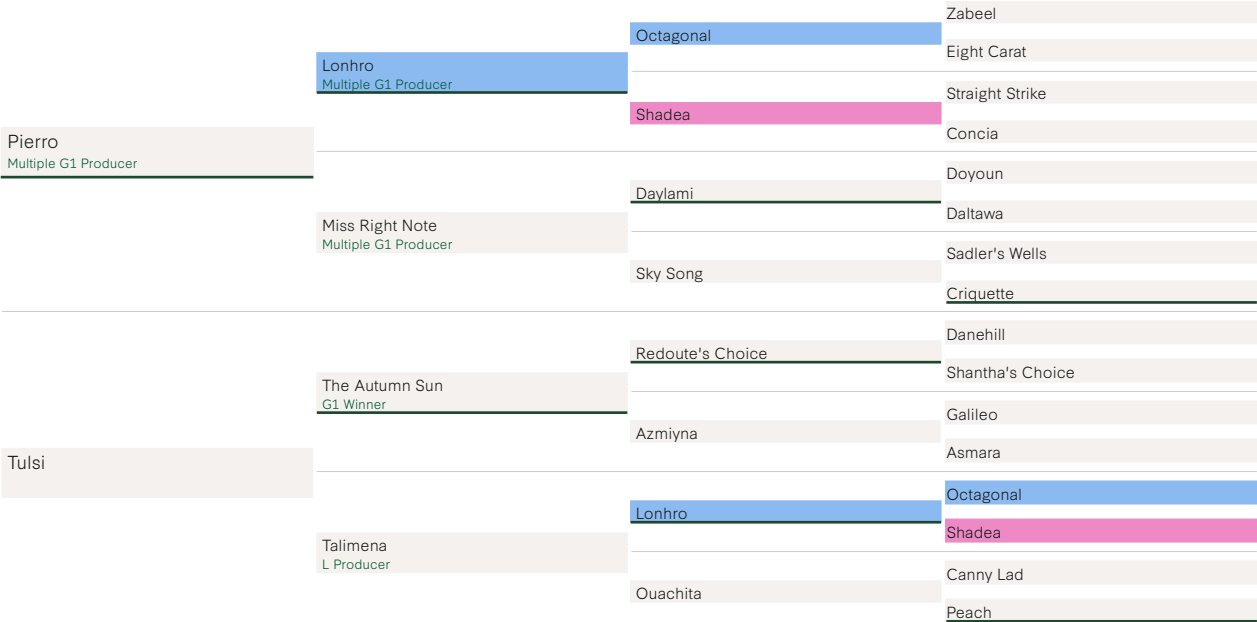 Pierro
Multiple G1 Producer
Lonhro
Multiple G1 Producer
Octagonal
Zabeel
Eight Carat
Shadea
Straight Strike
Concia
Miss Right Note
Multiple G1 Producer
Daylami
Doyoun
Daltawa
Sky Song
Sadler's Wells
Criquette
Tulsi
The Autumn Sun
G1 Winner
Redoute's Choice
Danehill
Shantha's Choice
Azmiyna
Galileo
Asmara
Talimena
L Producer
Lonhro
Octagonal
Shadea
Ouachita
Canny Lad
Peach